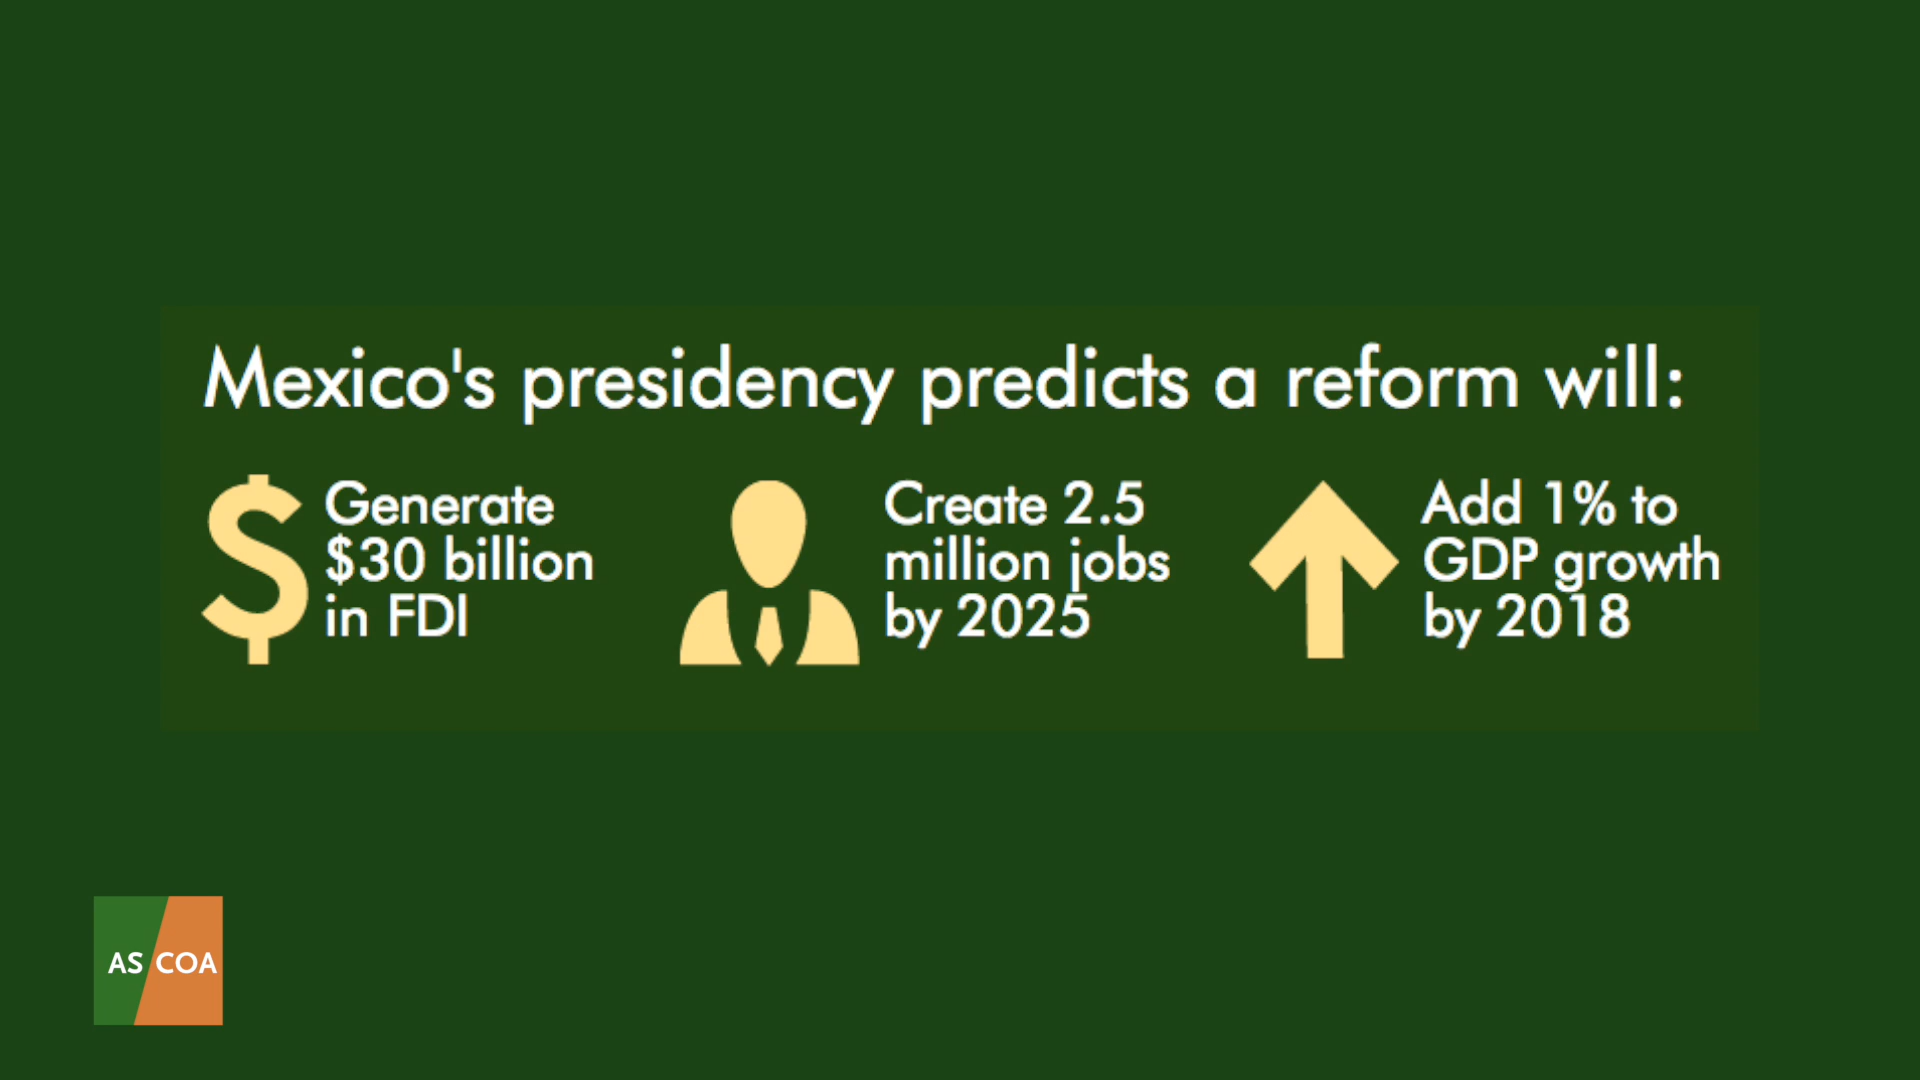 Mexico's presidency predicts a reform will:
Generate
$30 billion
in FDI
Create 2.5
million jobs
by 2025
Add 1% to
GDP growth
by 2018
AS COA